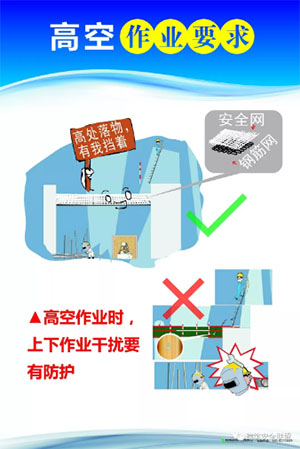 高空作业要求
高处落物，
有我挡着
安全网
钢筋网
▲高空作业时，
上下作业干扰要
有防护